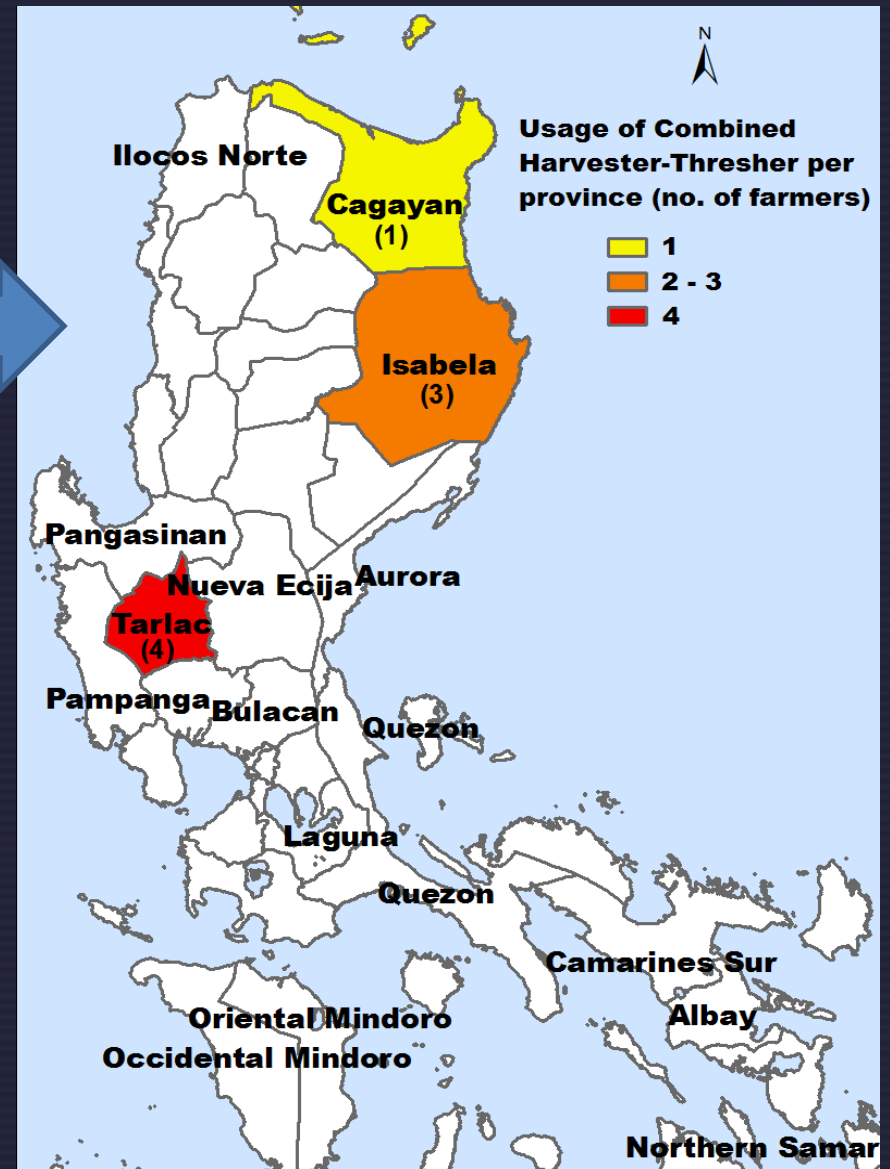 N
Usage of Combined
Harvester-Thresher per
province (no. of farmers)
1
2 - 3
4
Ilocos Norte
Cagayan
(1)
Isabela
(3)
Pangasinan
Nueva Ecija
Aurora
Tarlac
(4)
Pampanga
Bulacan
Quezon
Laguna
Quezon
Camarines Sur
Albay
Oriental Mindoro
Occidental Mindoro
Northern Samar